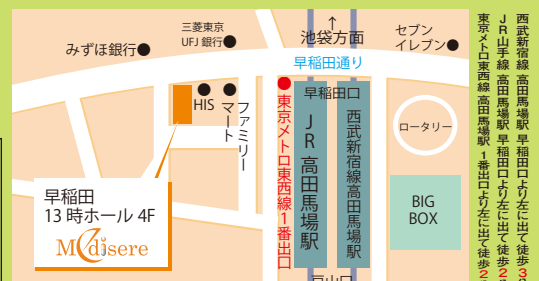 みずほ銀行
三菱東京
UFJ 銀行
↑
池袋方面
セブン
イレブン
早稲田通り
HIS
ファミリー
マート
早稲田口
東京メトロ東西線1番出口
JR 高田馬場駅
西武新宿線高田馬場駅
ロータリー
BIG
BOX
早稲田
13 時ホール 4F
戸山口
西武新宿線 高田馬場駅 早稲田口より左に出て徒歩3
JR山手線 高田馬場駅 早稲田口より左に出て徒歩2
東京メトロ東西線 高田馬場駅 1番出口より左に出て徒歩2